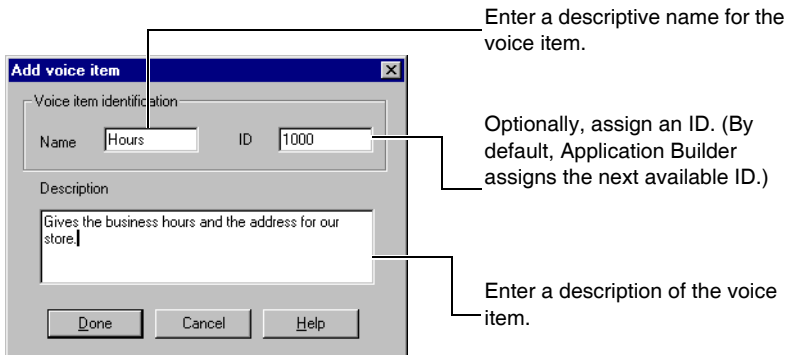 Enter a descriptive name for the
voice item.
Add voice item
Voice item identification
Name Hours ID 1000
Optionally, assign an ID. (By
default, Application Builder
assigns the next available ID.)
Description
Gives the business hours and the address for our
store.
Enter a description of the voice
item.
Done Cancel Help